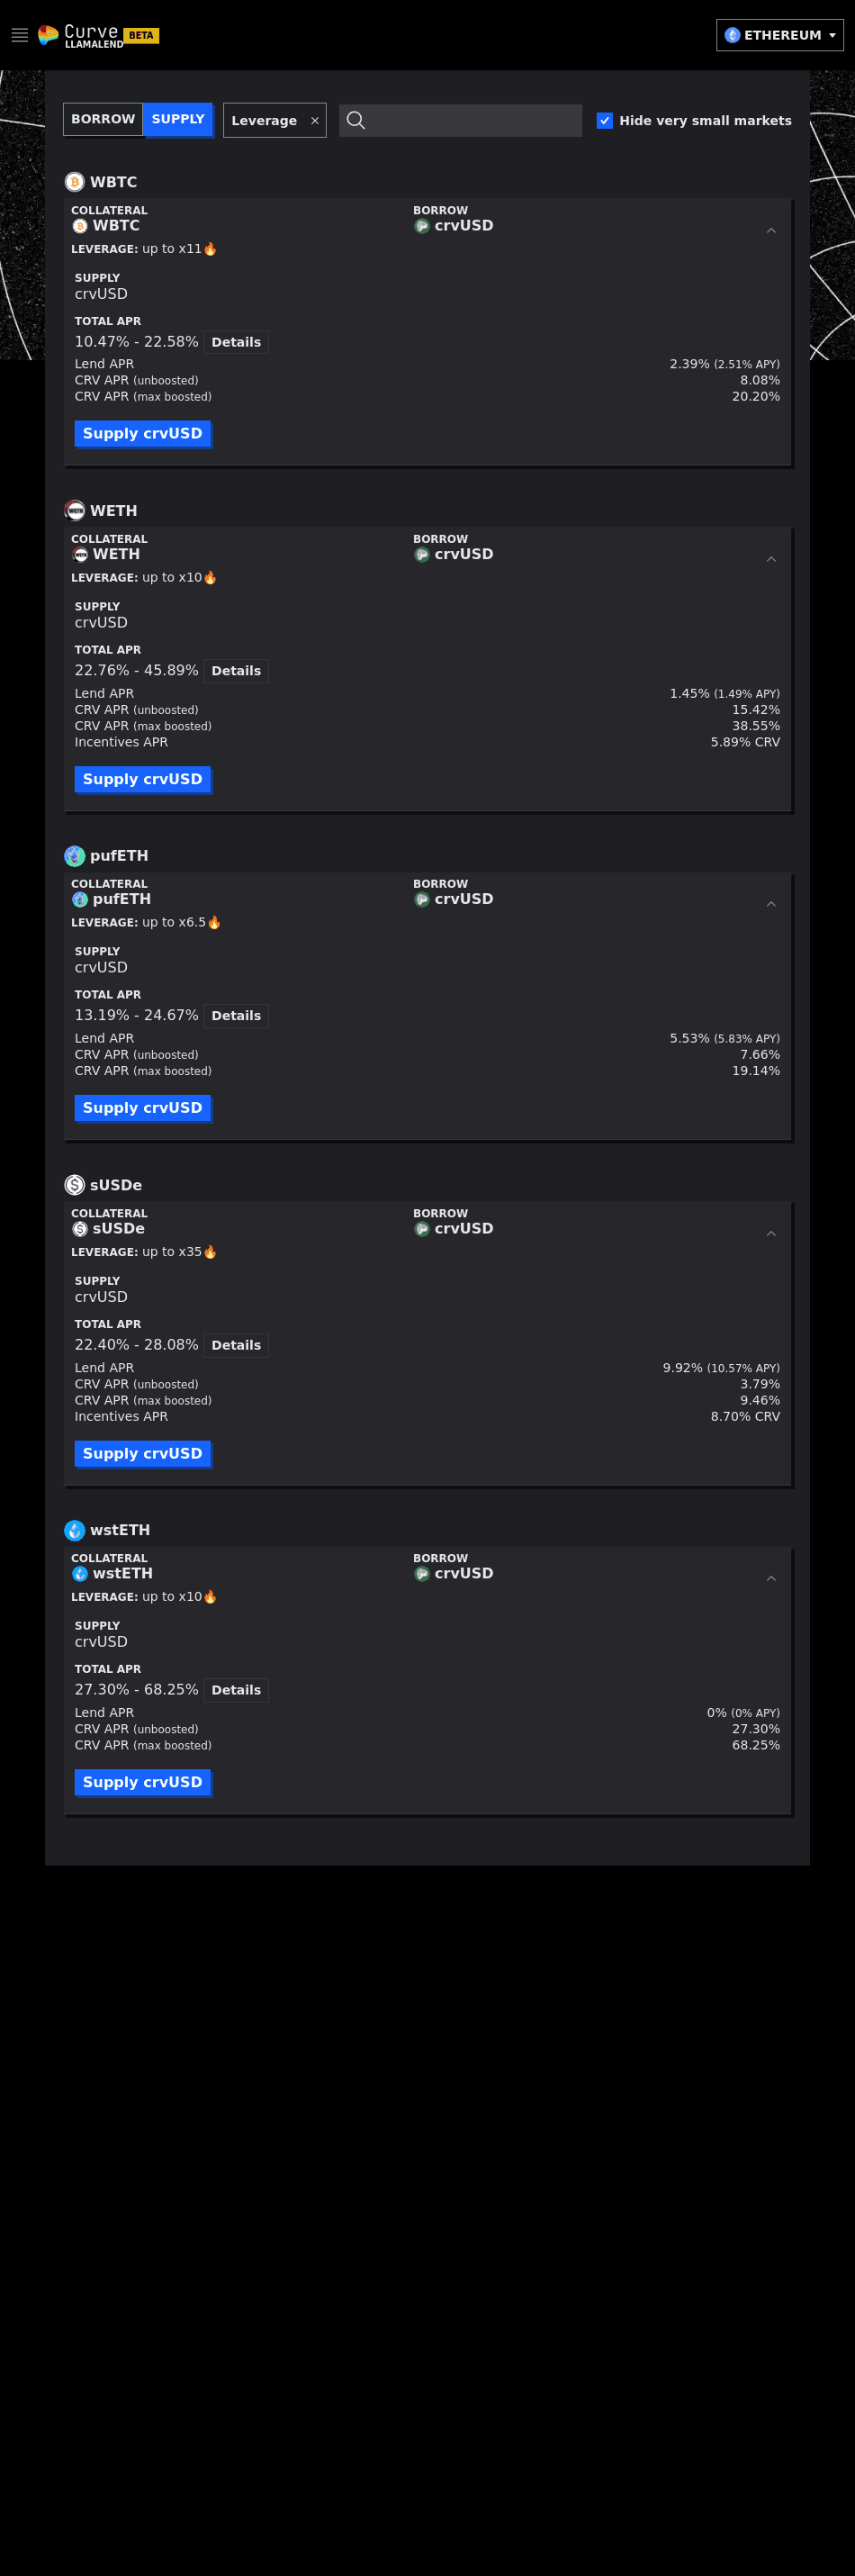 Curve
LLAMALEND BETA
ETHEREUM
BORROW SUPPLY Leverage × Hide very small markets
WBTC
COLLATERAL BORROW
WBTC crvUSD
LEVERAGE: up to x11🔥
SUPPLY
crvUSD
TOTAL APR
10.47% - 22.58% Details
Lend APR 2.39% (2.51% APY)
CRV APR (unboosted) 8.08%
CRV APR (max boosted) 20.20%
Supply crvUSD
WETH
COLLATERAL BORROW
WETH crvUSD
LEVERAGE: up to x10🔥
SUPPLY
crvUSD
TOTAL APR
22.76% - 45.89% Details
Lend APR 1.45% (1.49% APY)
CRV APR (unboosted) 15.42%
CRV APR (max boosted) 38.55%
Incentives APR 5.89% CRV
Supply crvUSD
pufETH
COLLATERAL BORROW
pufETH crvUSD
LEVERAGE: up to x6.5🔥
SUPPLY
crvUSD
TOTAL APR
13.19% - 24.67% Details
Lend APR 5.53% (5.83% APY)
CRV APR (unboosted) 7.66%
CRV APR (max boosted) 19.14%
Supply crvUSD
sUSDe
COLLATERAL BORROW
sUSDe crvUSD
LEVERAGE: up to x35🔥
SUPPLY
crvUSD
TOTAL APR
22.40% - 28.08% Details
Lend APR 9.92% (10.57% APY)
CRV APR (unboosted) 3.79%
CRV APR (max boosted) 9.46%
Incentives APR 8.70% CRV
Supply crvUSD
wstETH
COLLATERAL BORROW
wstETH crvUSD
LEVERAGE: up to x10🔥
SUPPLY
crvUSD
TOTAL APR
27.30% - 68.25% Details
Lend APR 0% (0% APY)
CRV APR (unboosted) 27.30%
CRV APR (max boosted) 68.25%
Supply crvUSD